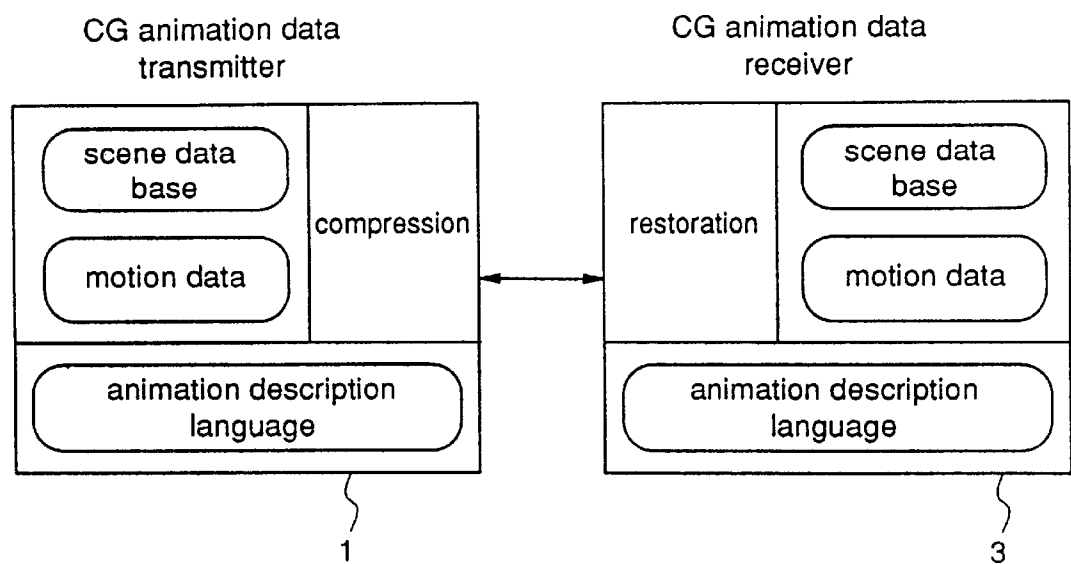 CG animation data
transmitter
CG animation data
receiver
scene data
base
motion data
compression
animation description
language
restoration
scene data
base
motion data
animation description
language
1
3